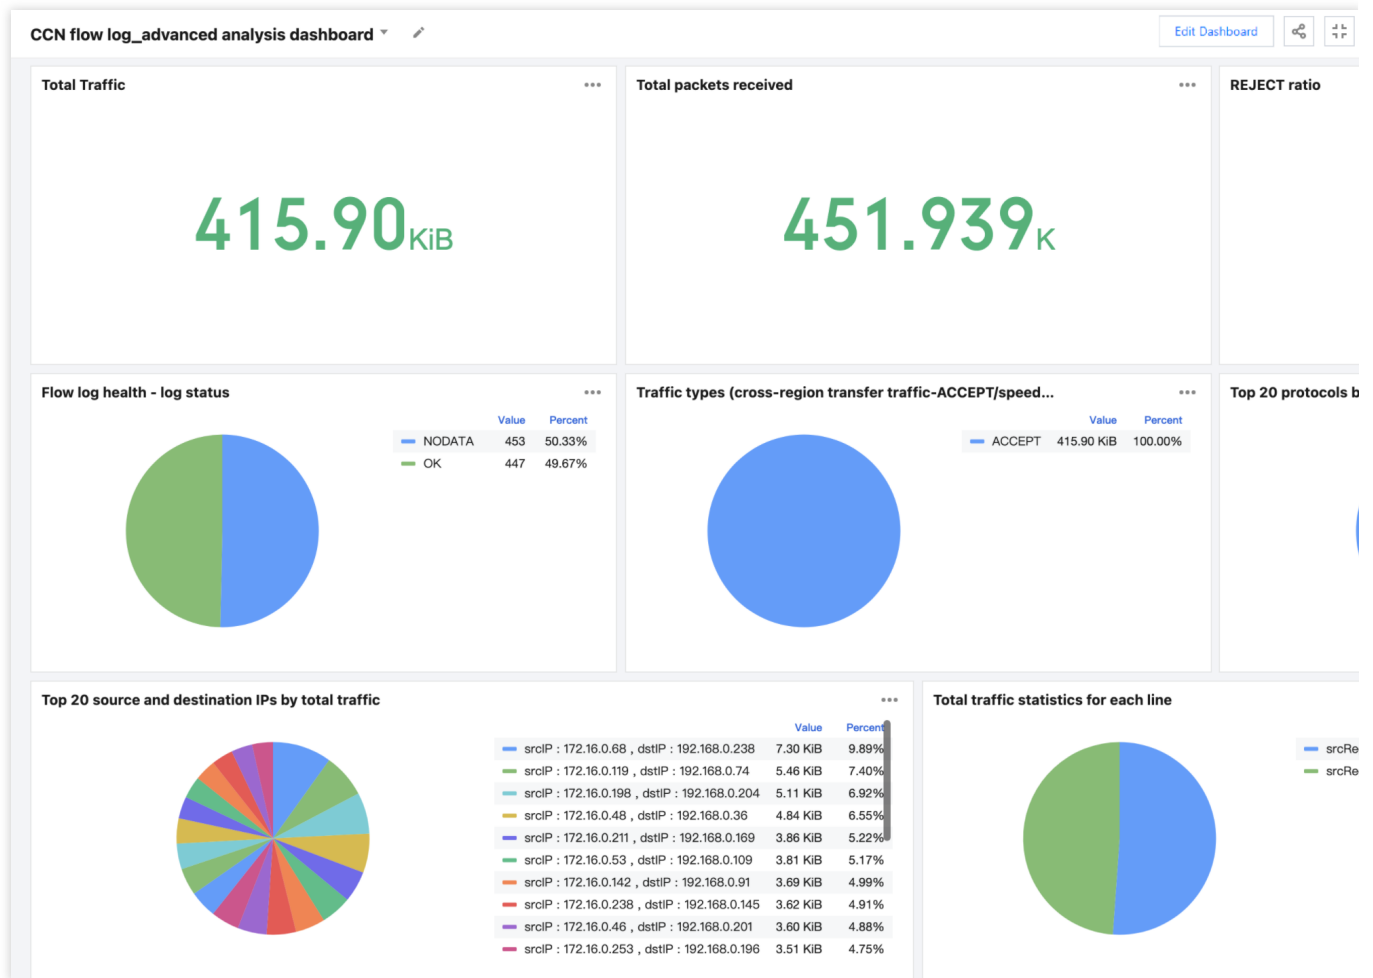 CCN flow log_advanced analysis dashboard
Edit Dashboard
Total Traffic
415.90KiB
Total packets received
451.939K
REJECT ratio
Flow log health - log status
Value Percent
NODATA 453 50.33%
OK 447 49.67%
Traffic types (cross-region transfer traffic-ACCEPT/speed...
Value Percent
ACCEPT 415.90 KiB 100.00%
Top 20 protocols b
Top 20 source and destination IPs by total traffic
Value Percent
srcIP : 172.16.0.68 , dstIP : 192.168.0.238 7.30 KiB 9.89%
srcIP : 172.16.0.119 , dstIP : 192.168.0.74 5.46 KiB 7.40%
srcIP : 172.16.0.198 , dstIP : 192.168.0.204 5.11 KiB 6.92%
srcIP : 172.16.0.48 , dstIP : 192.168.0.36 4.84 KiB 6.55%
srcIP : 172.16.0.211 , dstIP : 192.168.0.169 3.86 KiB 5.22%
srcIP : 172.16.0.53 , dstIP : 192.168.0.109 3.81 KiB 5.17%
srcIP : 172.16.0.142 , dstIP : 192.168.0.91 3.69 KiB 4.99%
srcIP : 172.16.0.238 , dstIP : 192.168.0.145 3.62 KiB 4.91%
srcIP : 172.16.0.46 , dstIP : 192.168.0.201 3.60 KiB 4.88%
srcIP : 172.16.0.253 , dstIP : 192.168.0.196 3.51 KiB 4.75%
Total traffic statistics for each line
srcRe
srcRe